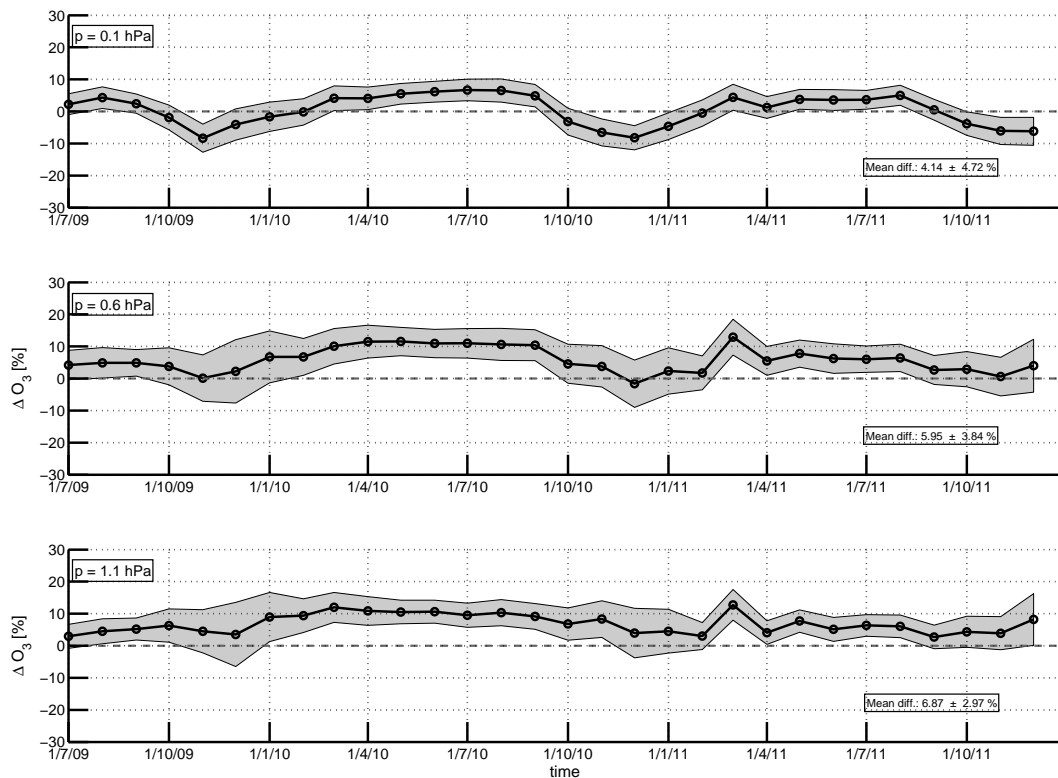 30
20
p = 0.1 hPa
10
0
−10
Mean diff.: 4.14 ± 4.72 %
−20
−30
1/7/09 1/10/09 1/1/10 1/4/10 1/7/10 1/10/10 1/1/11 1/4/11 1/7/11 1/10/11
30
p = 0.6 hPa
20
10
0
Δ O3 [%]
−10
Mean diff.: 5.95 ± 3.84 %
−20
−30
1/7/09 1/10/09 1/1/10 1/4/10 1/7/10 1/10/10 1/1/11 1/4/11 1/7/11 1/10/11
30
p = 1.1 hPa
20
10
0
Δ O3 [%]
−10
Mean diff.: 6.87 ± 2.97 %
−20
−30
1/7/09 1/10/09 1/1/10 1/4/10 1/7/10 1/10/10 1/1/11 1/4/11 1/7/11 1/10/11
time